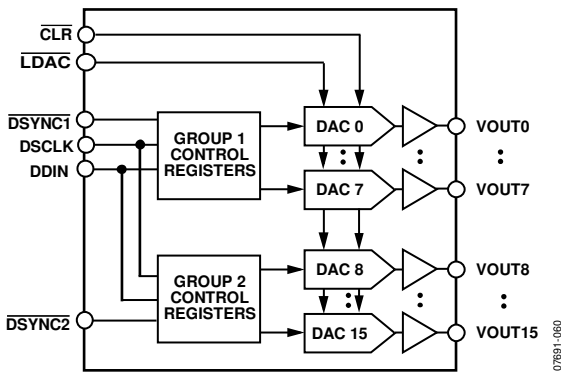 CLR
LDAC
DSYNC1
DSCLK
DDIN
GROUP 1
CONTROL
REGISTERS
DAC 0
VOUT0
DAC 7
VOUT7
GROUP 2
CONTROL
REGISTERS
DSYNC2
DAC 8
VOUT8
DAC 15
VOUT15
07691-060